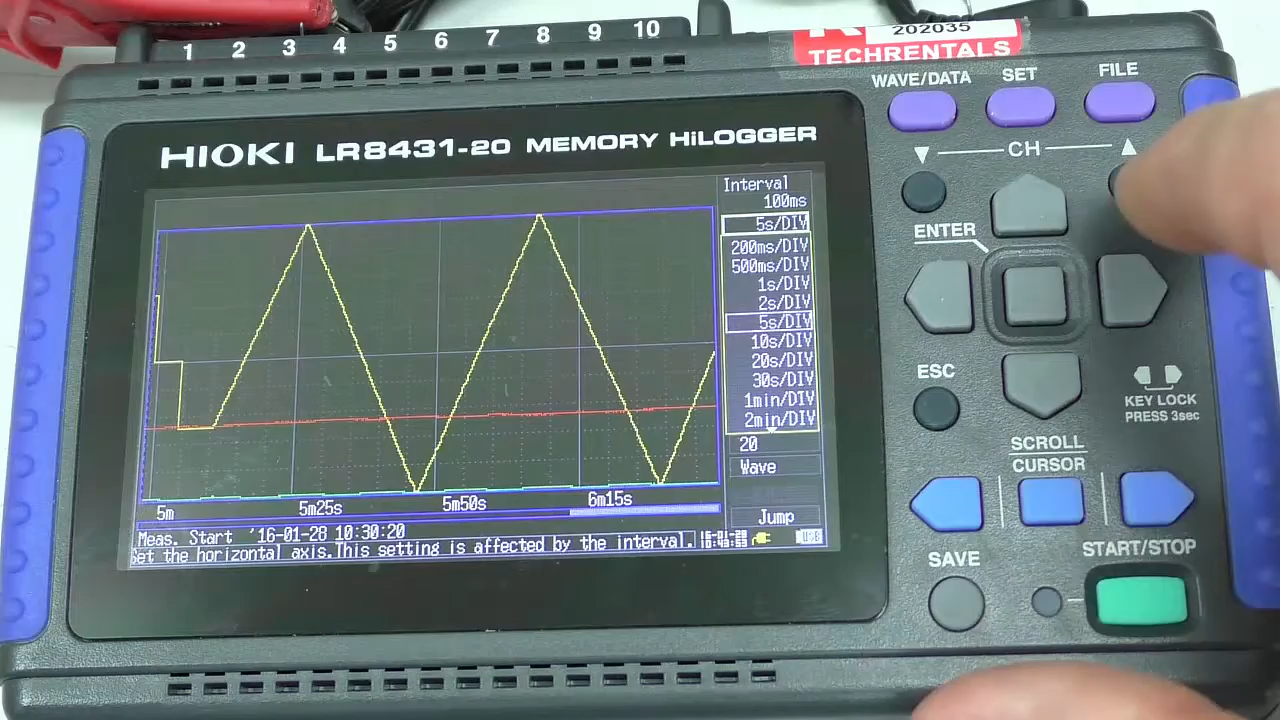 1 2 3 4 5 6 7 8 9 10
202035
TECHRENTALS
HIOKI LR8431-20 MEMORY HiLOGGER
WAVE/DATA SET FILE
CH
ENTER
ESC
KEY LOCK
PRESS 3sec
SCROLL
CURSOR
SAVE
START/STOP
Interval
100ms
5s/DIV
200ms/DIV
500ms/DIV
1s/DIV
2s/DIV
5s/DIV
10s/DIV
20s/DIV
30s/DIV
1min/DIV
2min/DIV
20
Wave
Jump
5m 5m25s 5m50s 6m15s
Meas. Start '16-01-28 10:30:20
Set the horizontal axis.This setting is affected by the interval.
USB